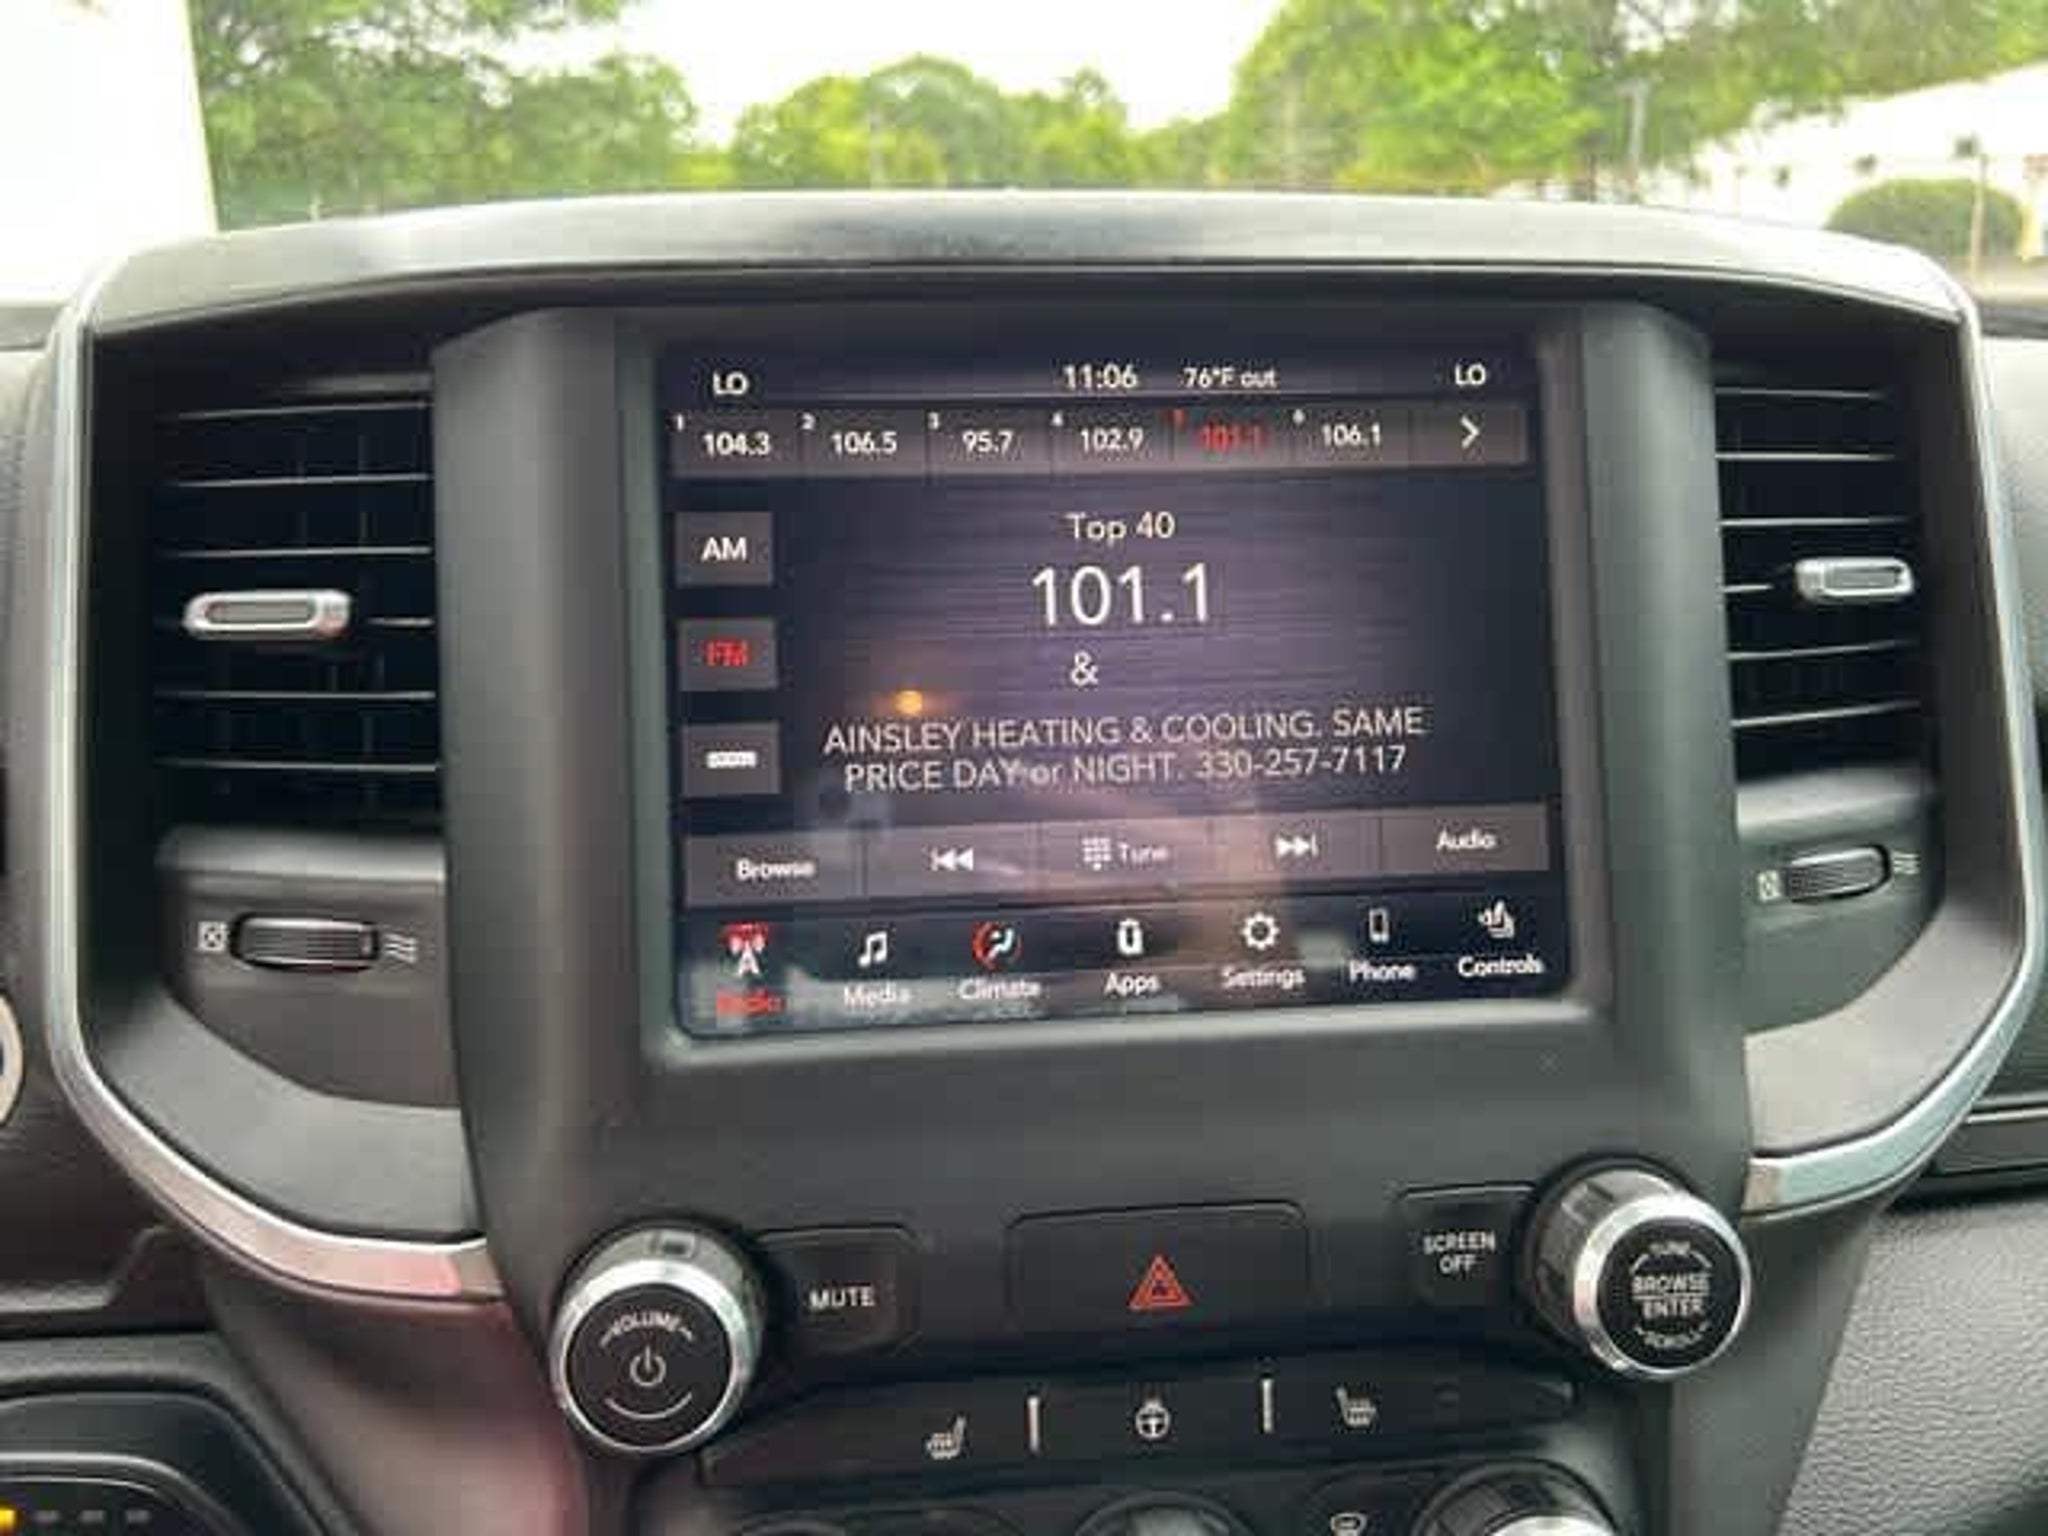 LO 11:06 76°F out LO
1 104.3 2 106.5 3 95.7 4 102.9 101.1 106.1
Top 40
AM
101.1
FM
&
AINSLEY HEATING & COOLING. SAME
PRICE DAY or NIGHT. 330-257-7117
Browse Tune Audio
Radio Media Climate Apps Settings Phone Controls
SCREEN
OFF
MUTE
VOLUME
TUNE
BROWSE
ENTER
SCROLL